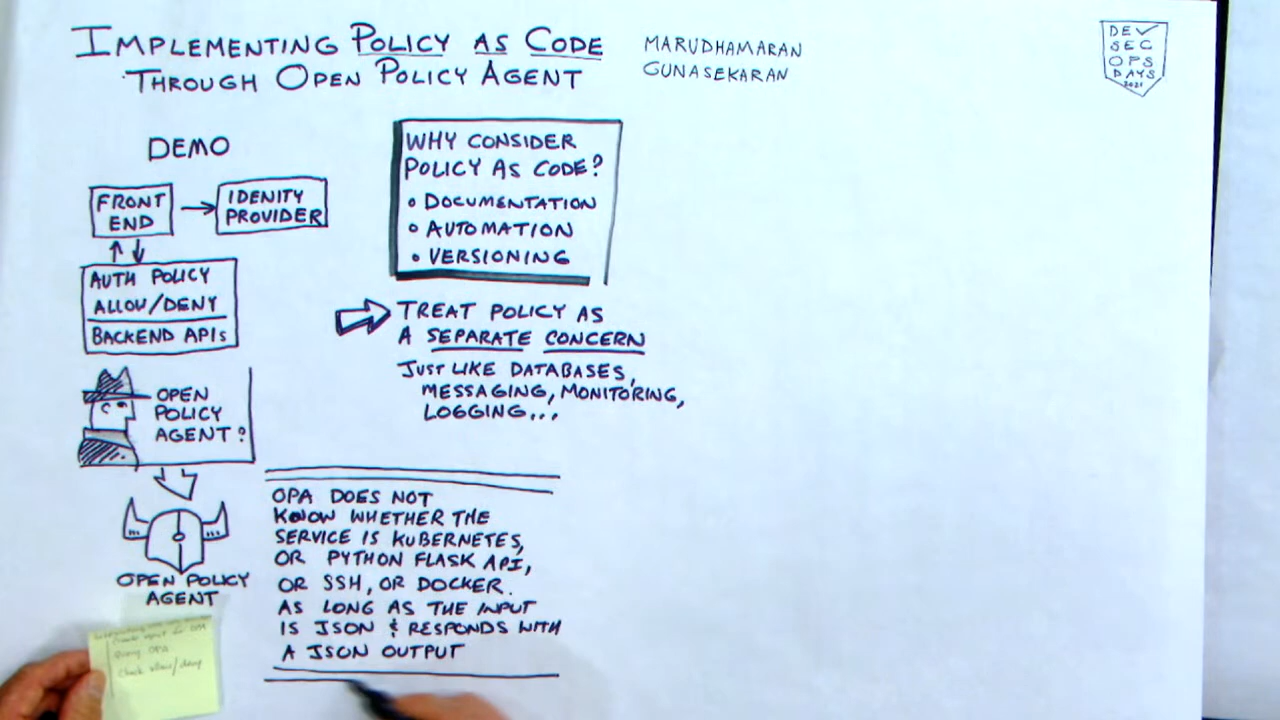 IMPLEMENTING POLICY AS CODE
THROUGH OPEN POLICY AGENT
MARUDHAMARAN
GUNASEKARAN
DEV
SEC
OPS
DAYS
2021
DEMO
FRONT
END
IDENITY
PROVIDER
AUTH POLICY
ALLOW/DENY
BACKEND APIs
OPEN
POLICY
AGENT?
OPEN POLICY
AGENT
WHY CONSIDER
POLICY AS CODE?
• DOCUMENTATION
• AUTOMATION
• VERSIONING
TREAT POLICY AS
A SEPARATE CONCERN
JUST LIKE DATABASES,
MESSAGING, MONITORING,
LOGGING...
OPA DOES NOT
KNOW WHETHER THE
SERVICE IS KUBERNETES,
OR PYTHON FLASK API,
OR SSH, OR DOCKER.
AS LONG AS THE INPUT
IS JSON & RESPONDS WITH
A JSON OUTPUT
input for OPA
query OPA
check allow/deny